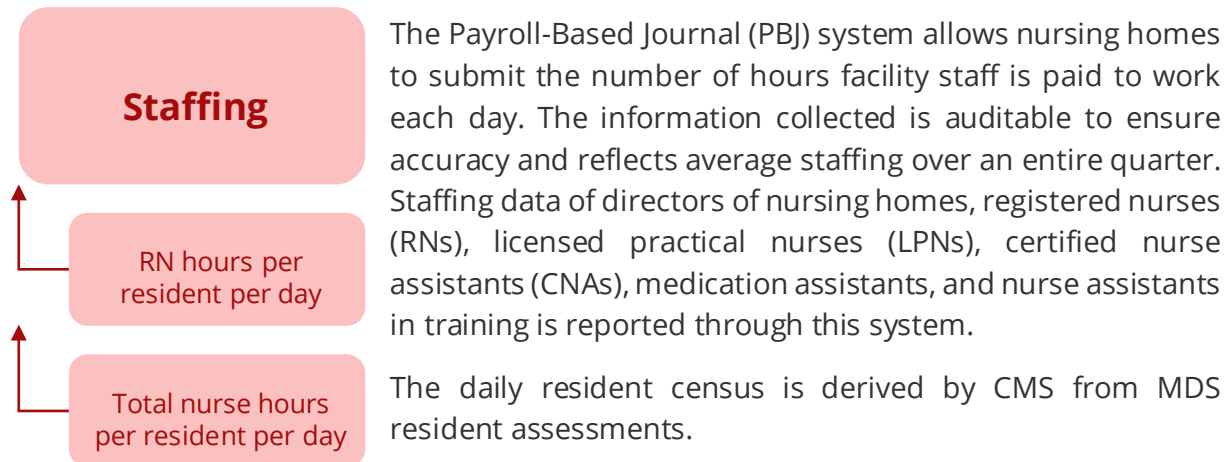 Staffing
RN hours per
resident per day
Total nurse hours
per resident per day
The Payroll-Based Journal (PBJ) system allows nursing homes
to submit the number of hours facility staff is paid to work
each day. The information collected is auditable to ensure
accuracy and reflects average staffing over an entire quarter.
Staffing data of directors of nursing homes, registered nurses
(RNs), licensed practical nurses (LPNs), certified nurse
assistants (CNAs), medication assistants, and nurse assistants
in training is reported through this system.
The daily resident census is derived by CMS from MDS
resident assessments.